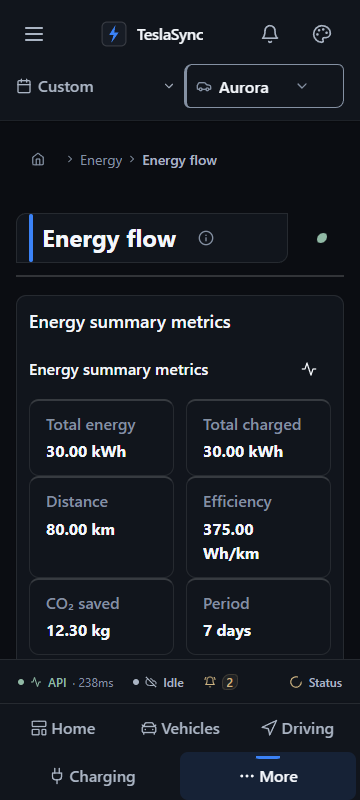 TeslaSync
Custom
Aurora
Energy
Energy flow
Energy flow
Energy summary metrics
Energy summary metrics
Total energy
30.00 kWh
Total charged
30.00 kWh
Distance
80.00 km
Efficiency
375.00
Wh/km
CO₂ saved
12.30 kg
Period
7 days
API · 238ms
Idle
2
Status
Home
Vehicles
Driving
Charging
More